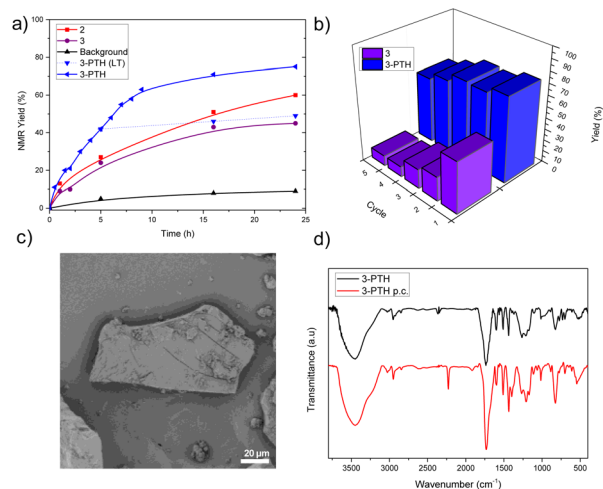 a)
2
3
Background
3-PTH (LT)
3-PTH
NMR Yield (%)
100
80
60
40
20
0
0 5 10 15 20 25
Time (h)
b)
3
3-PTH
Yield (%)
100
90
80
70
60
50
40
30
20
10
0
5 4 3 2 1
Cycle
c)
20 µm
d)
3-PTH
3-PTH p.c.
Transmittance (a.u)
3500 3000 2500 2000 1500 1000 500
Wavenumber (cm⁻¹)